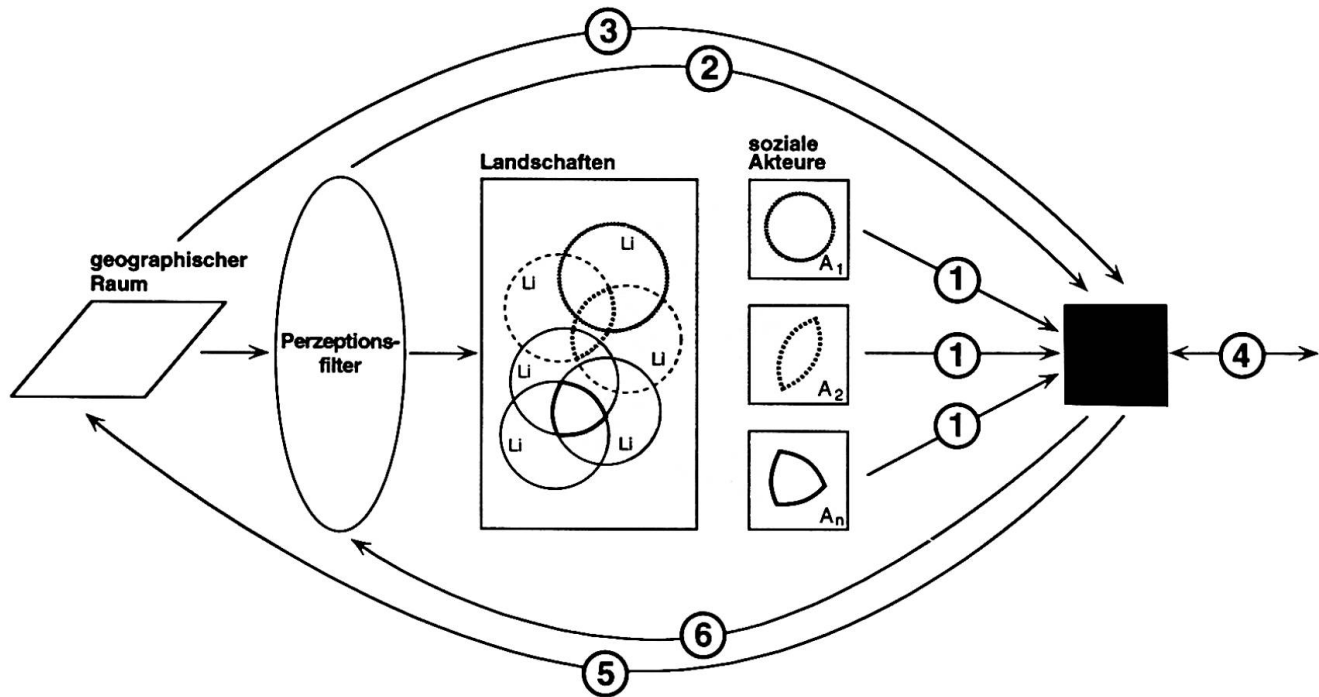 3
2
Landschaften
soziale
Akteure
Li
A1
geographischer
Raum
Li
1
Perzeptions-
filter
Li
Li
A2
1
4
Li
Li
1
An
6
5